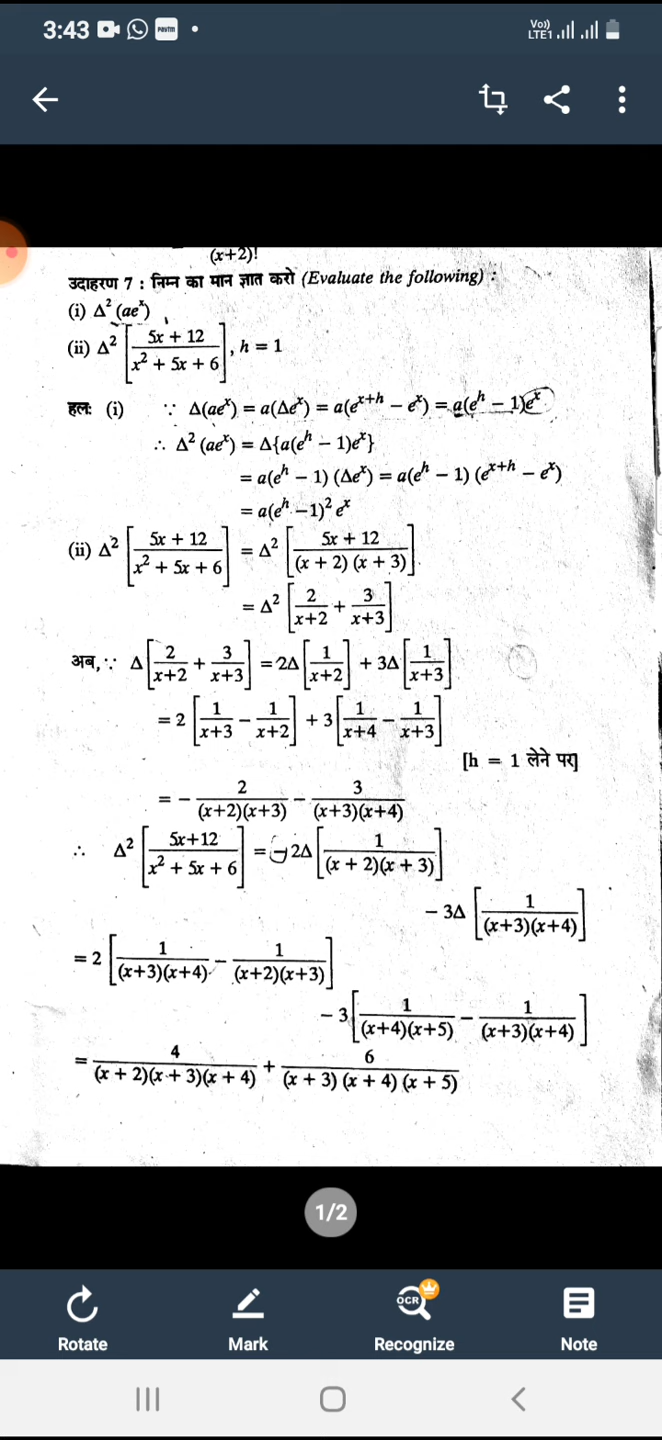 3:43
Paytm
Vo))
LTE1
(x+2)!
उदाहरण 7 : निम्न का मान ज्ञात करो (Evaluate the following) :
(i) Δ² (aeˣ)
(ii) Δ² [(5x + 12)/(x² + 5x + 6)], h = 1
हलः (i) ∵ Δ(aeˣ) = a(Δeˣ) = a(eˣ⁺ʰ − eˣ) = a(eʰ − 1)eˣ
∴ Δ² (aeˣ) = Δ{a(eʰ − 1)eˣ}
= a(eʰ − 1) (Δeˣ) = a(eʰ − 1) (eˣ⁺ʰ − eˣ)
= a(eʰ −1)² eˣ
(ii) Δ² [(5x + 12)/(x² + 5x + 6)] = Δ² [(5x + 12)/((x + 2) (x + 3))]
= Δ² [2/(x+2) + 3/(x+3)]
अब, ∵ Δ[2/(x+2) + 3/(x+3)] = 2Δ[1/(x+2)] + 3Δ[1/(x+3)]
= 2 [1/(x+3) − 1/(x+2)] + 3[1/(x+4) − 1/(x+3)]
[h = 1 लेने पर]
= − 2/((x+2)(x+3)) − 3/((x+3)(x+4))
∴ Δ² [(5x+12)/(x² + 5x + 6)] = − 2Δ [1/((x + 2)(x + 3))]
− 3Δ [1/((x+3)(x+4))]
= 2 [1/((x+3)(x+4)) − 1/((x+2)(x+3))]
− 3[1/((x+4)(x+5)) − 1/((x+3)(x+4))]
= 4/((x + 2)(x + 3)(x + 4)) + 6/((x + 3) (x + 4) (x + 5))
1/2
OCR
Rotate Mark Recognize Note